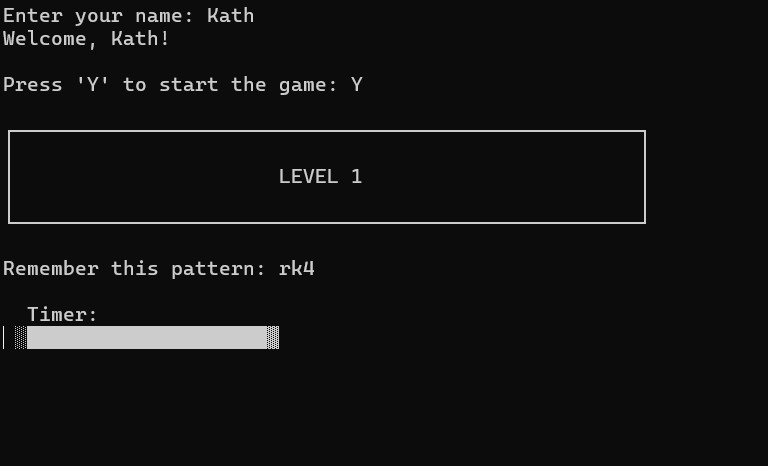 Enter your name: Kath
Welcome, Kath!
Press 'Y' to start the game: Y
LEVEL 1
Remember this pattern: rk4
Timer: